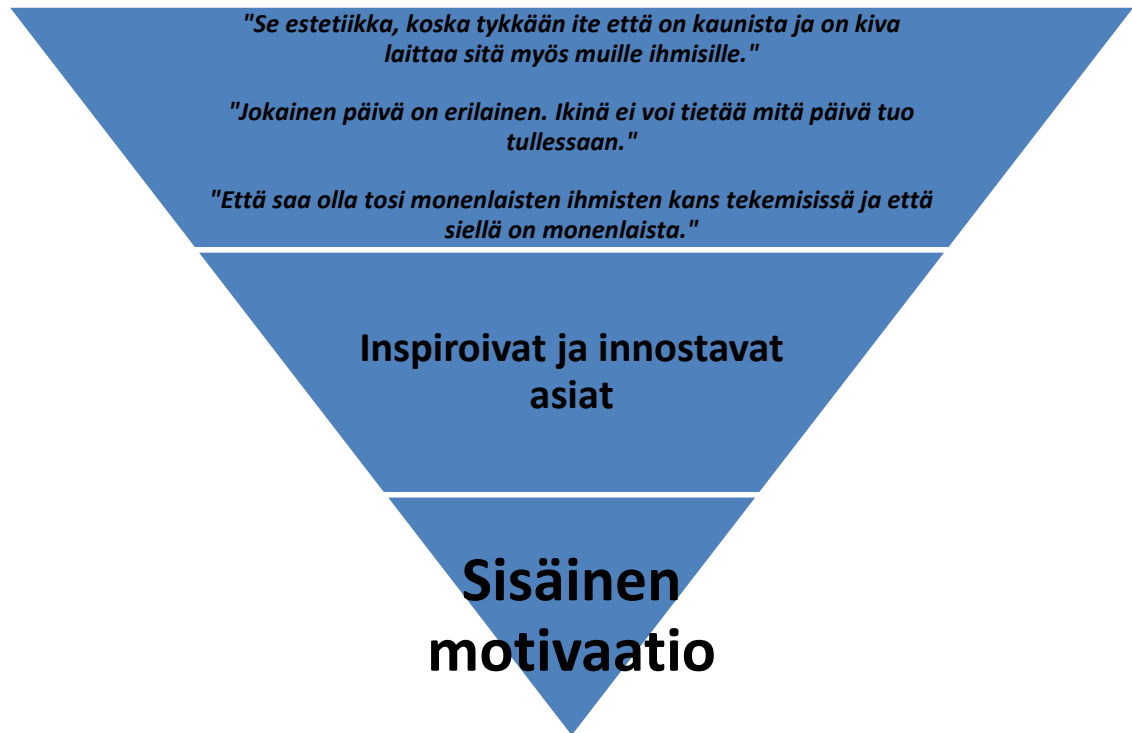 "Se estetiikka, koska tykkään ite että on kaunista ja on kiva
laittaa sitä myös muille ihmisille."
"Jokainen päivä on erilainen. Ikinä ei voi tietää mitä päivä tuo
tullessaan."
"Että saa olla tosi monenlaisten ihmisten kans tekemisissä ja että
siellä on monenlaista."
Inspiroivat ja innostavat
asiat
Sisäinen
motivaatio